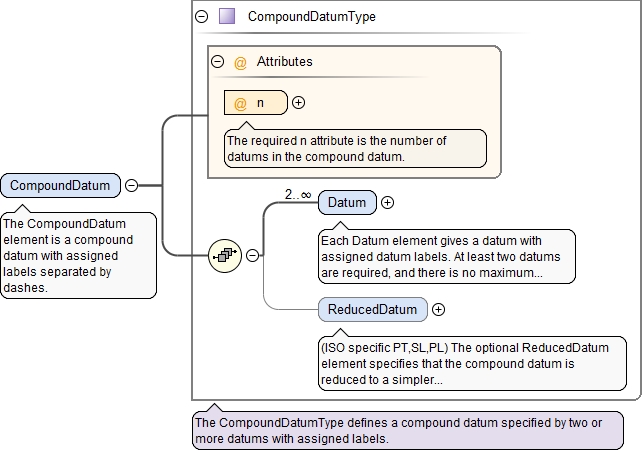 CompoundDatumType
@ Attributes
@ n
The required n attribute is the number of
datums in the compound datum.
CompoundDatum
The CompoundDatum
element is a compound
datum with assigned
labels separated by
dashes.
2..∞
Datum
Each Datum element gives a datum with
assigned datum labels. At least two datums
are required, and there is no maximum...
ReducedDatum
(ISO specific PT,SL,PL) The optional ReducedDatum
element specifies that the compound datum is
reduced to a simpler...
The CompoundDatumType defines a compound datum specified by two or
more datums with assigned labels.